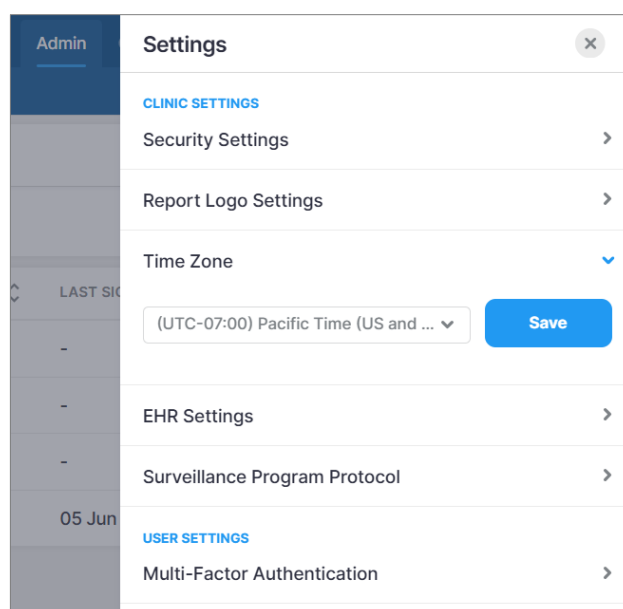 Admin
Settings
CLINIC SETTINGS
Security Settings
Report Logo Settings
Time Zone
LAST SIG
(UTC-07:00) Pacific Time (US and ...
Save
-
-
EHR Settings
-
Surveillance Program Protocol
05 Jun
USER SETTINGS
Multi-Factor Authentication